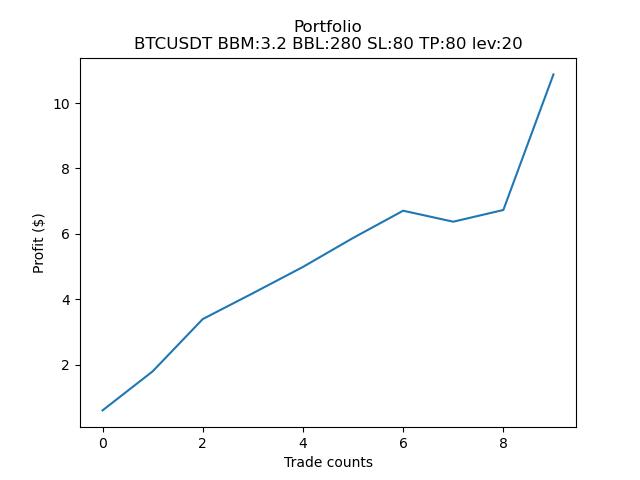 Portfolio
BTCUSDT BBM:3.2 BBL:280 SL:80 TP:80 lev:20
10
8
6
4
2
Profit ($)
0 2 4 6 8
Trade counts